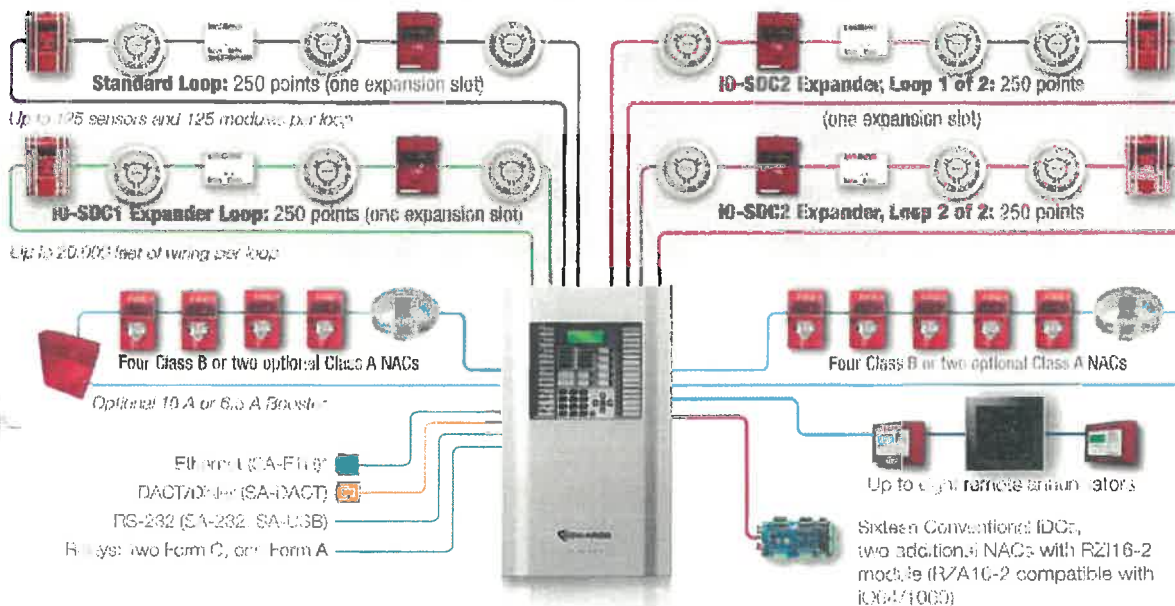 Standard Loop: 250 points (one expansion slot)
Up to 125 sensors and 125 modules per loop
iO-SDC1 Expander Loop: 250 points (one expansion slot)
Up to 20,000 feet of wiring per loop
iO-SDC2 Expander, Loop 1 of 2: 250 points
(one expansion slot)
iO-SDC2 Expander, Loop 2 of 2: 250 points
Four Class B or two optional Class A NACs
Optional 10 A or 6.5 A Booster
Four Class B or two optional Class A NACs
Ethernet (SA-ETH)*
DACT/Dialer (SA-DACT)
RS-232 (SA-232, SA-USB)
Relays: Two Form C, one Form A
Up to eight remote annunciators
Sixteen Conventional IDCs,
two additional NACs with RZI16-2
module (RZA16-2 compatible with
iO64/1000)
EDWARDS